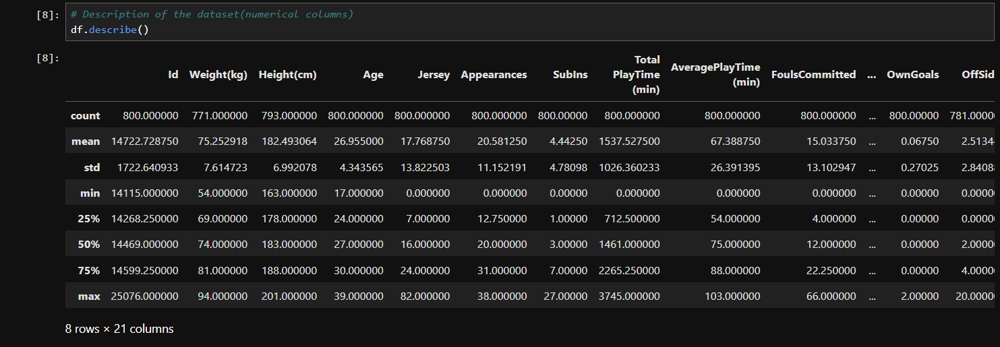 [8]: # Description of the dataset(numerical columns)
df.describe()
[8]:
Id Weight(kg) Height(cm) Age Jersey Appearances SubIns Total PlayTime (min) AveragePlayTime (min) FoulsCommitted ... OwnGoals OffSid
count 800.000000 771.000000 793.000000 800.000000 800.000000 800.000000 800.00000 800.000000 800.000000 800.000000 ... 800.00000 781.00000
mean 14722.728750 75.252918 182.493064 26.955000 17.768750 20.581250 4.44250 1537.527500 67.388750 15.033750 ... 0.06750 2.5134
std 1722.640933 7.614723 6.992078 4.343565 13.822503 11.152191 4.78098 1026.360233 26.391395 13.102947 ... 0.27025 2.8408
min 14115.000000 54.000000 163.000000 17.000000 0.000000 0.000000 0.00000 0.000000 0.000000 0.000000 ... 0.00000 0.00000
25% 14268.250000 69.000000 178.000000 24.000000 7.000000 12.750000 1.00000 712.500000 54.000000 4.000000 ... 0.00000 0.00000
50% 14469.000000 74.000000 183.000000 27.000000 16.000000 20.000000 3.00000 1461.000000 75.000000 12.000000 ... 0.00000 2.00000
75% 14599.250000 81.000000 188.000000 30.000000 24.000000 31.000000 7.00000 2265.250000 88.000000 22.250000 ... 0.00000 4.00000
max 25076.000000 94.000000 201.000000 39.000000 82.000000 38.000000 27.00000 3745.000000 103.000000 66.000000 ... 2.00000 20.00000
8 rows × 21 columns